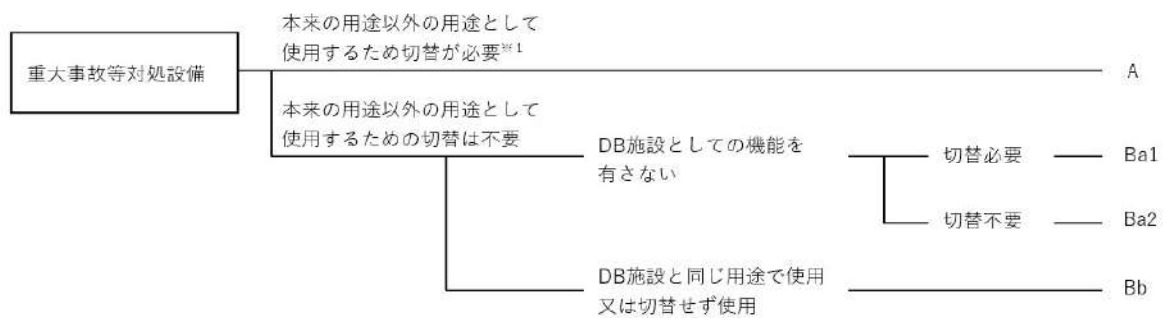 本来の用途以外の用途として
使用するため切替が必要※1
重大事故等対処設備
A
本来の用途以外の用途として
使用するための切替は不要
DB施設としての機能を
有さない
切替必要
Ba1
切替不要
Ba2
DB施設と同じ用途で使用
又は切替せず使用
Bb